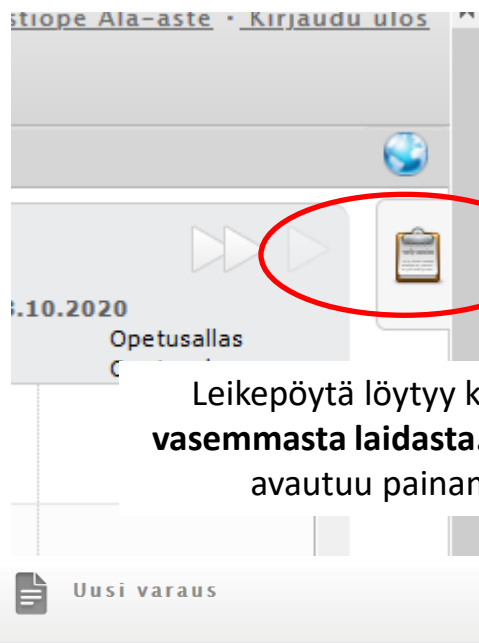 stiope Ala-aste · Kirjaudu ulos
.10.2020
Opetusallas
Leikepöytä löytyy k
vasemmasta laidasta.
avautuu painan
Uusi varaus